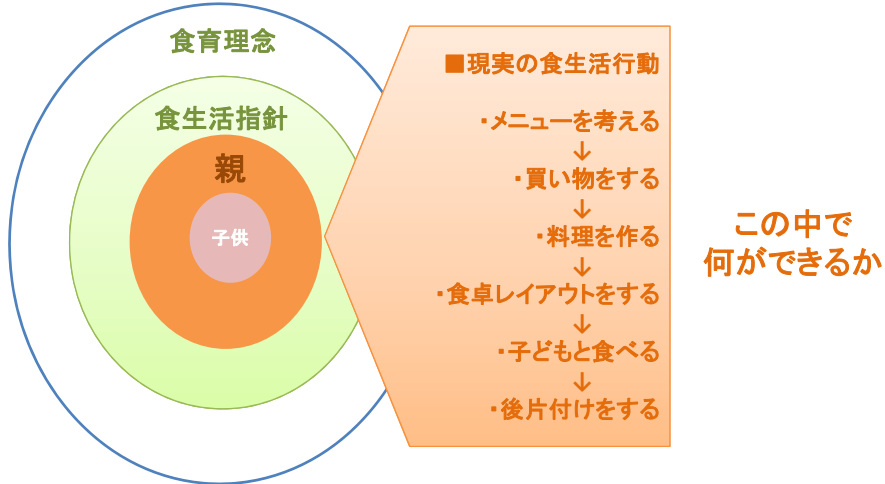 食育理念
食生活指針
親
子供
■現実の食生活行動
・メニューを考える
↓
・買い物をする
↓
・料理を作る
↓
・食卓レイアウトをする
↓
・子どもと食べる
↓
・後片付けをする
この中で
何ができるか